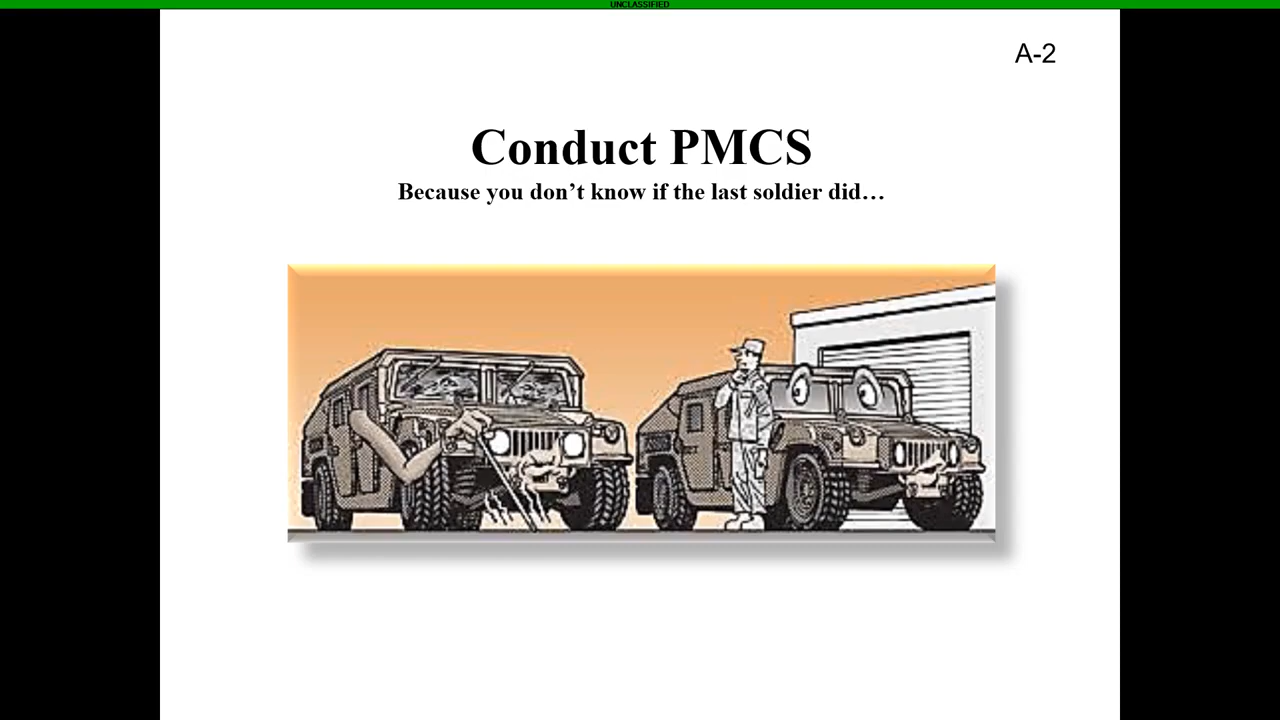 UNCLASSIFIED
A-2
Conduct PMCS
Because you don’t know if the last soldier did…